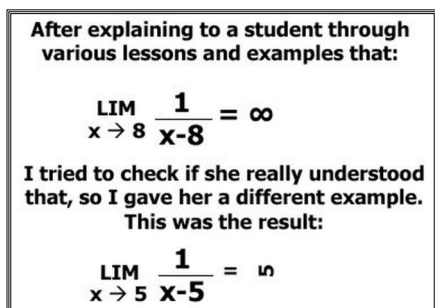 After explaining to a student through
various lessons and examples that:
LIM 1
x → 8 x-8 = ∞
I tried to check if she really understood
that, so I gave her a different example.
This was the result:
LIM 1
x → 5 x-5 = 5